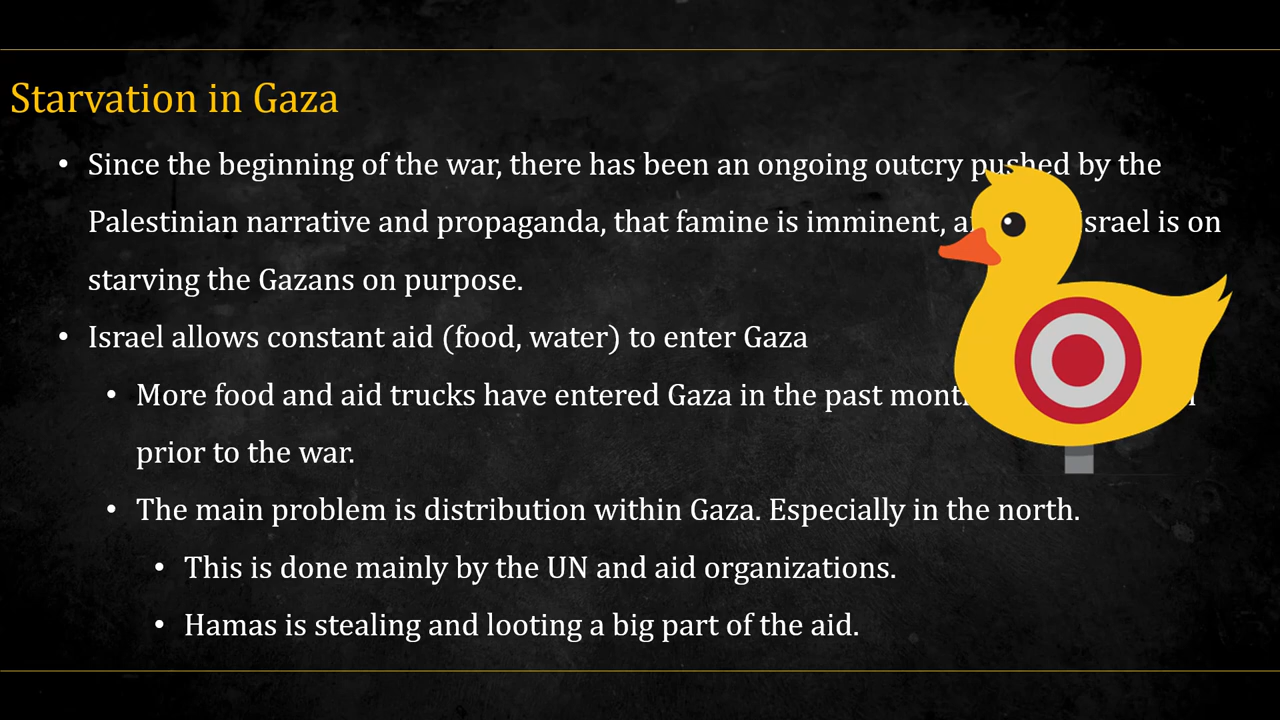 Starvation in Gaza
• Since the beginning of the war, there has been an ongoing outcry pushed by the
Palestinian narrative and propaganda, that famine is imminent, Israel is on
starving the Gazans on purpose.
• Israel allows constant aid (food, water) to enter Gaza
• More food and aid trucks have entered Gaza in the past
prior to the war.
• The main problem is distribution within Gaza. Especially in the north.
• This is done mainly by the UN and aid organizations.
• Hamas is stealing and looting a big part of the aid.